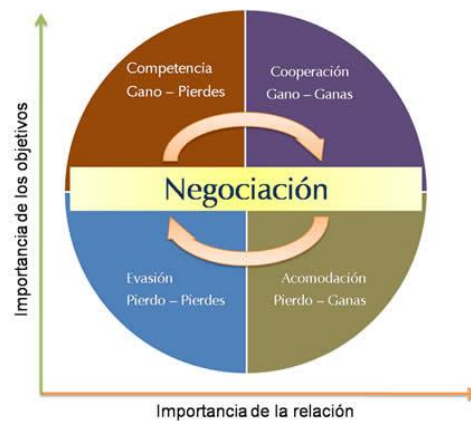 Importancia de los objetivos
Competencia
Gano – Pierdes
Cooperación
Gano – Ganas
Negociación
Evasión
Pierdo – Pierdes
Acomodación
Pierdo – Ganas
Importancia de la relación